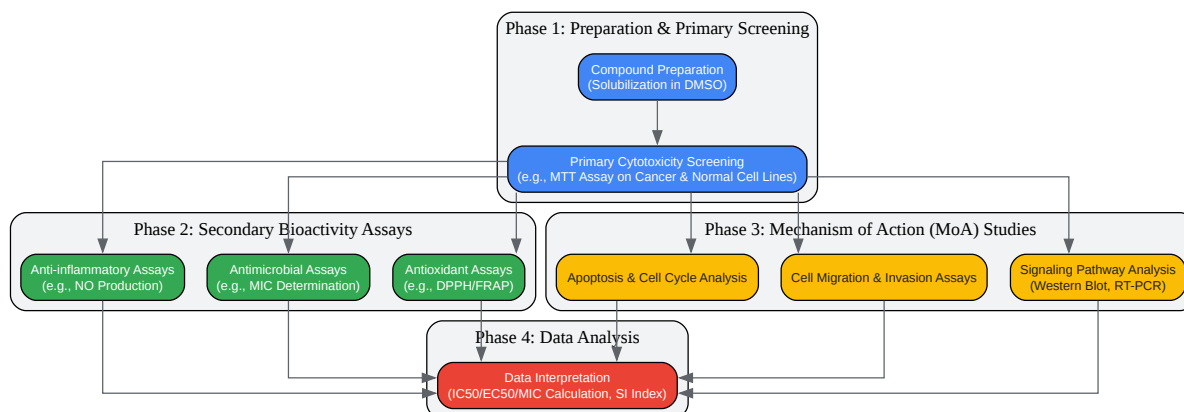 Phase 1: Preparation & Primary Screening
Compound Preparation
(Solubilization in DMSO)
Primary Cytotoxicity Screening
(e.g., MTT Assay on Cancer & Normal Cell Lines)
Phase 2: Secondary Bioactivity Assays
Anti-inflammatory Assays
(e.g., NO Production)
Antimicrobial Assays
(e.g., MIC Determination)
Antioxidant Assays
(e.g., DPPH/FRAP)
Phase 3: Mechanism of Action (MoA) Studies
Apoptosis & Cell Cycle Analysis
Cell Migration & Invasion Assays
Signaling Pathway Analysis
(Western Blot, RT-PCR)
Phase 4: Data Analysis
Data Interpretation
(IC50/EC50/MIC Calculation, SI Index)